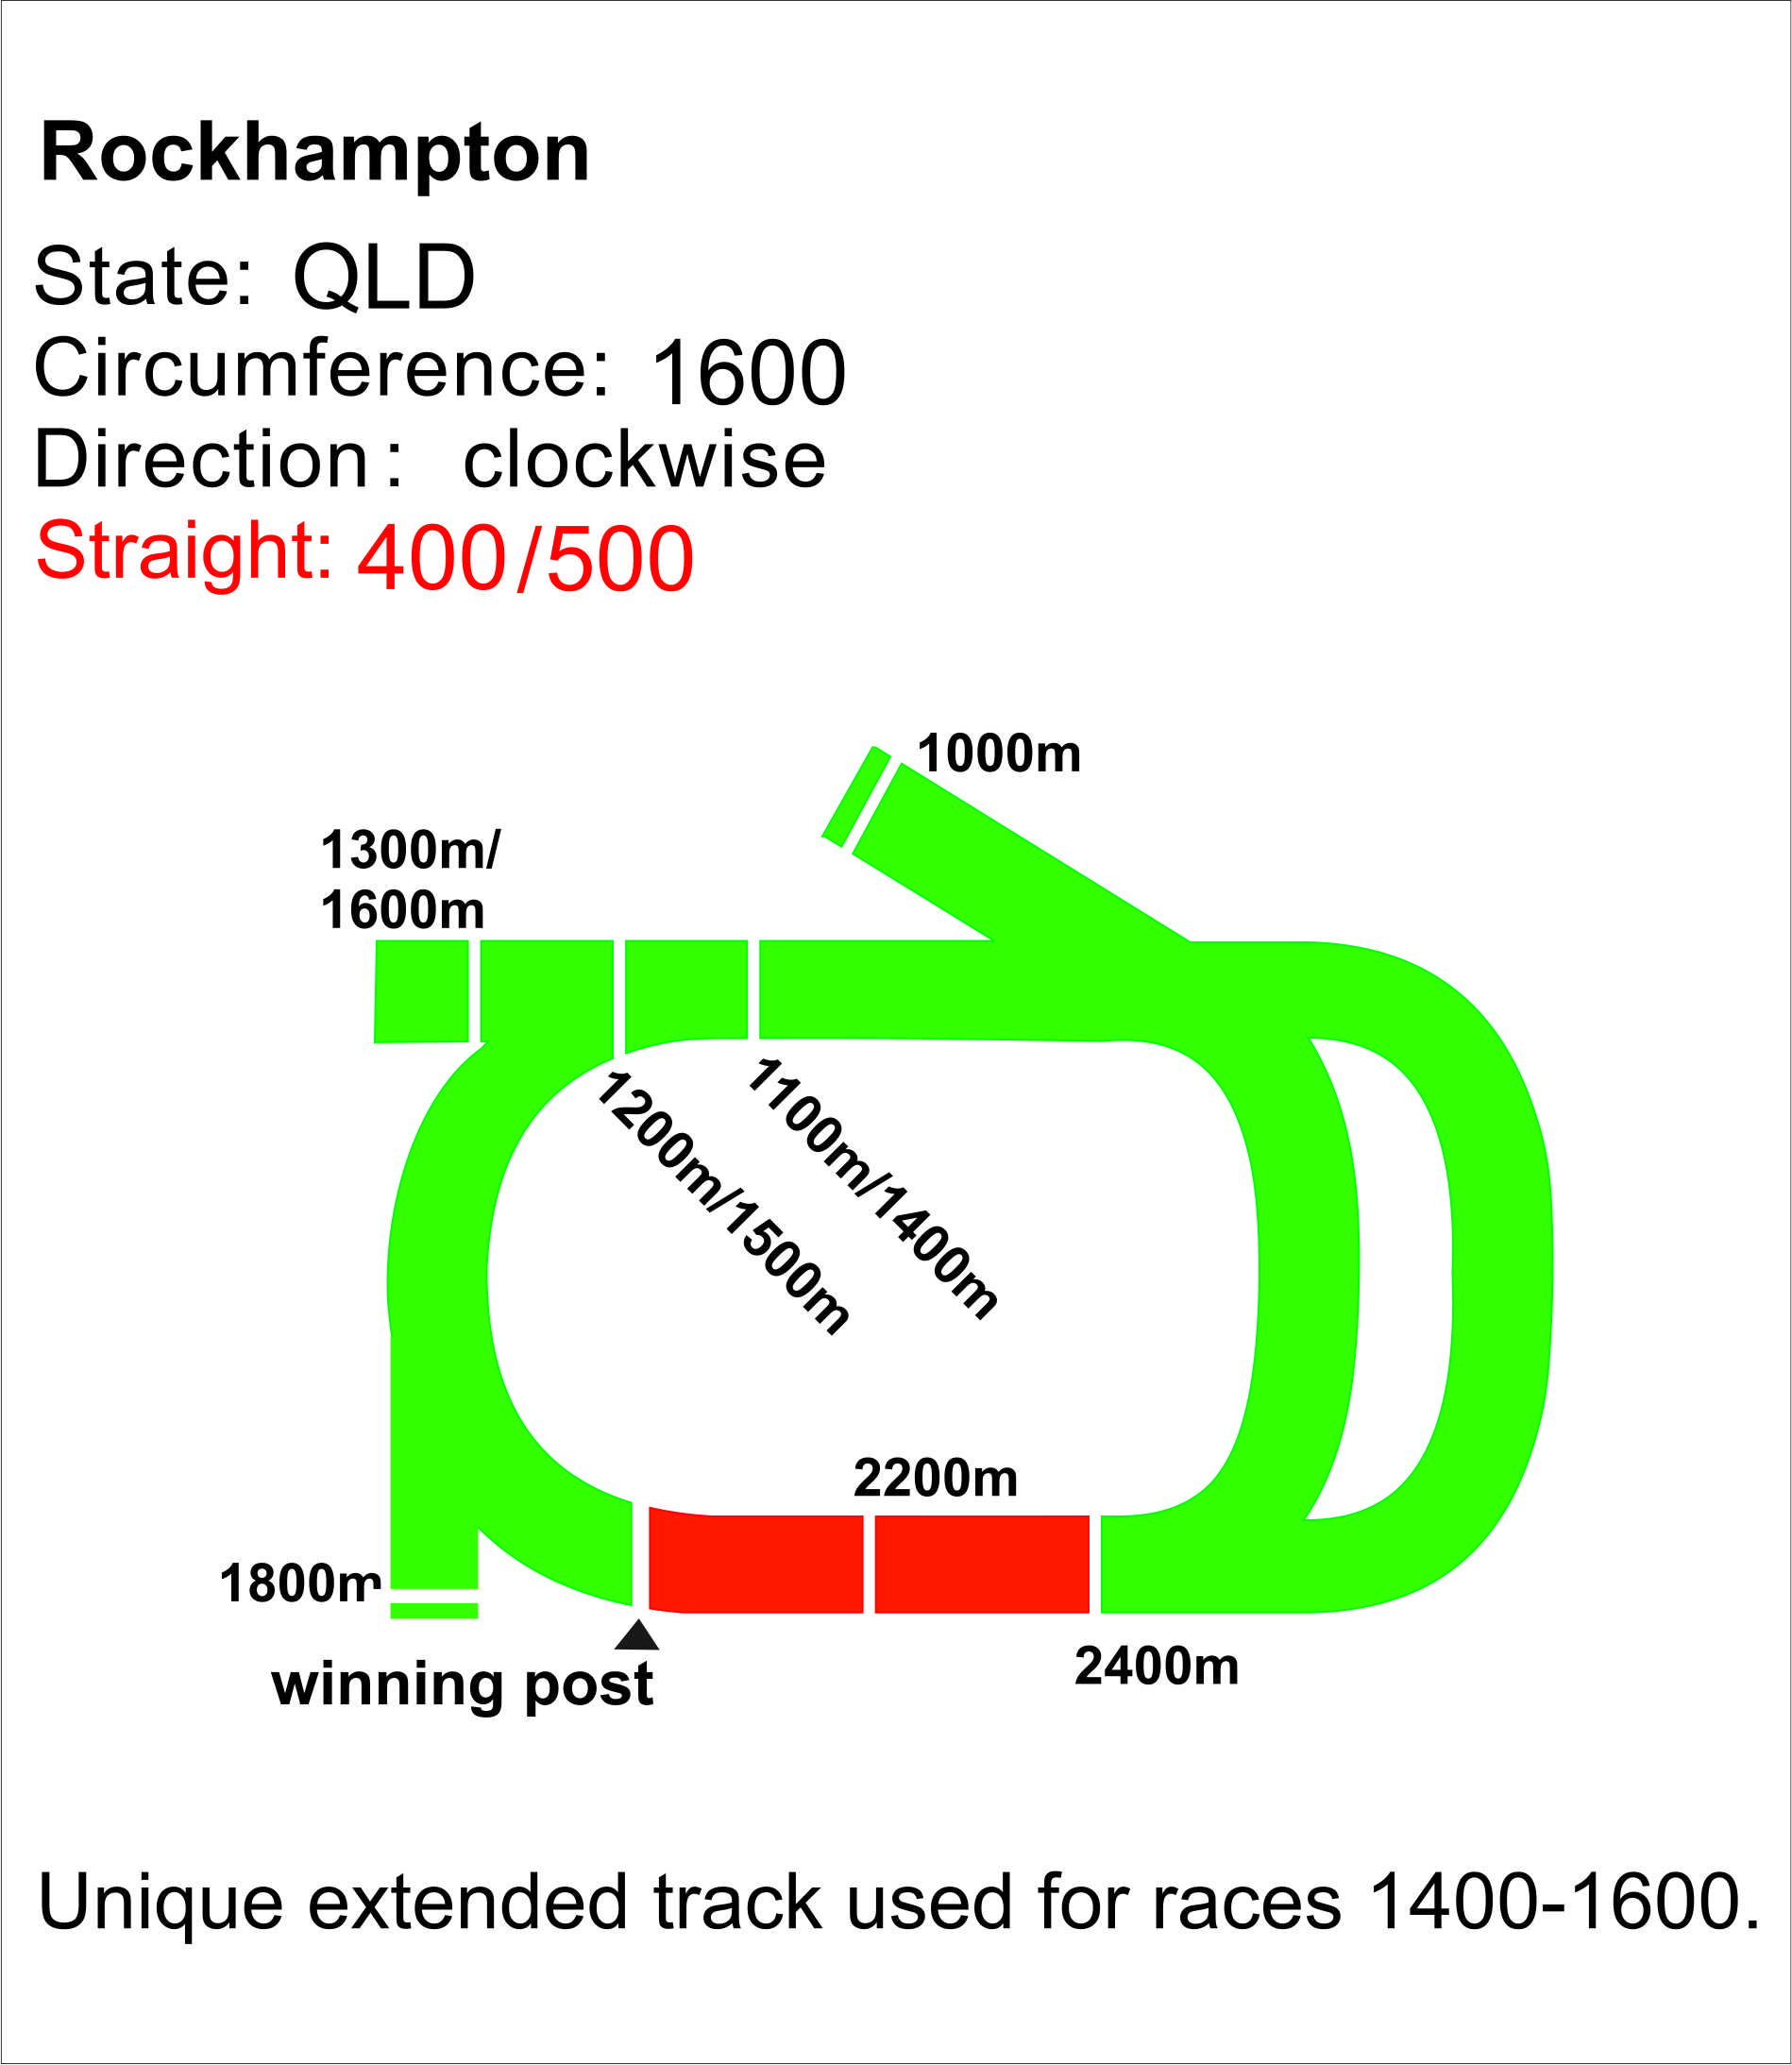 Rockhampton
State: QLD
Circumference: 1600
Direction : clockwise
Straight: 400/500
1000m
1300m/
1600m
1200m/1500m
1100m/1400m
2200m
1800m
2400m
winning post
Unique extended track used for races 1400-1600.